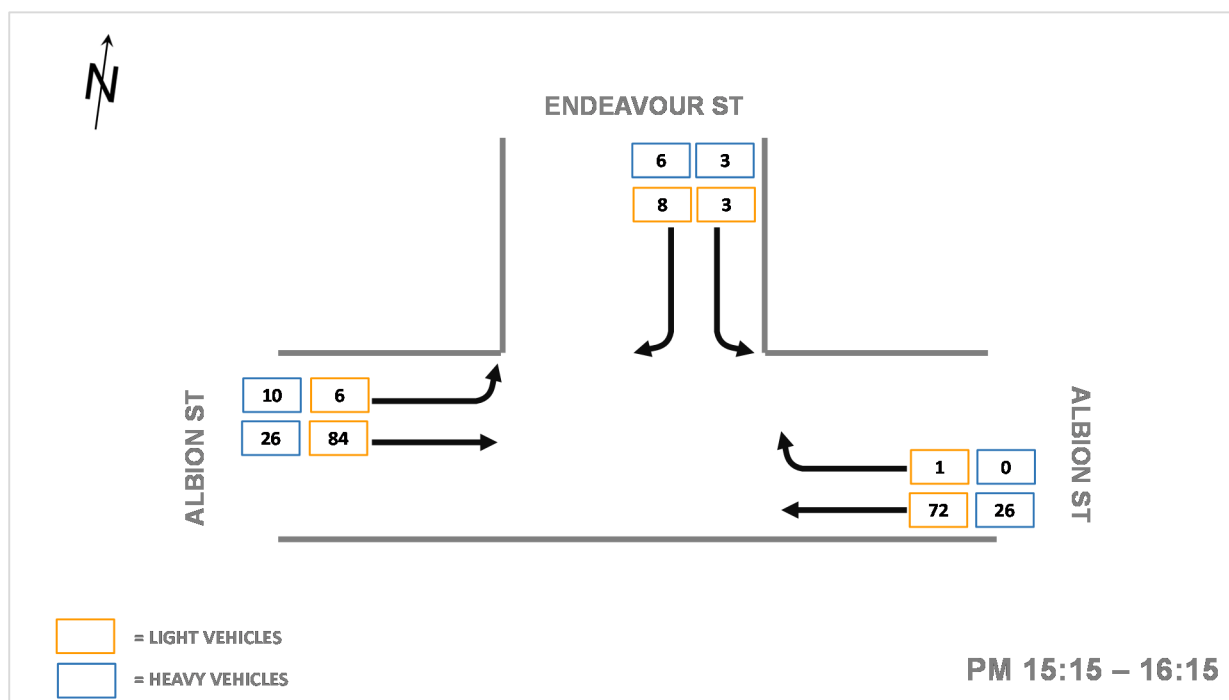 N
ENDEAVOUR ST
6 3
8 3
ALBION ST
10 6
26 84
1 0
72 26
ALBION ST
= LIGHT VEHICLES
= HEAVY VEHICLES
PM 15:15 – 16:15